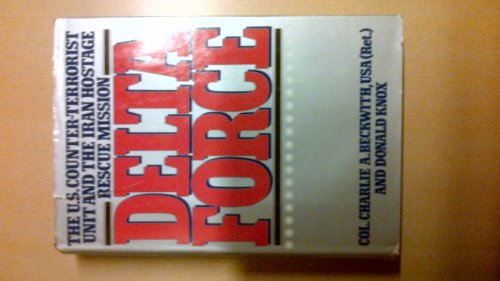 THE U.S. COUNTER-TERRORIST
UNIT AND THE IRAN HOSTAGE
RESCUE MISSION
DELTA
FORCE
COL. CHARLIE A. BECKWITH, USA (Ret.)
AND DONALD KNOX